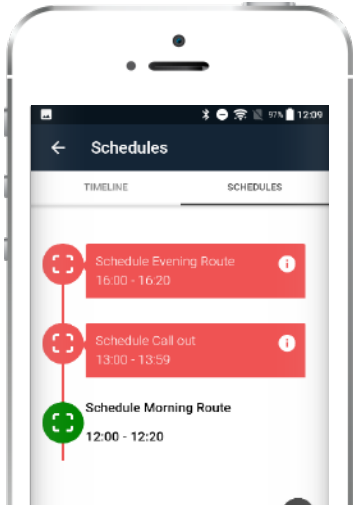 97% 12:09
Schedules
TIMELINE
SCHEDULES
Schedule Evening Route
16:00 - 16:20
Schedule Call out
13:00 - 13:59
Schedule Morning Route
12:00 - 12:20